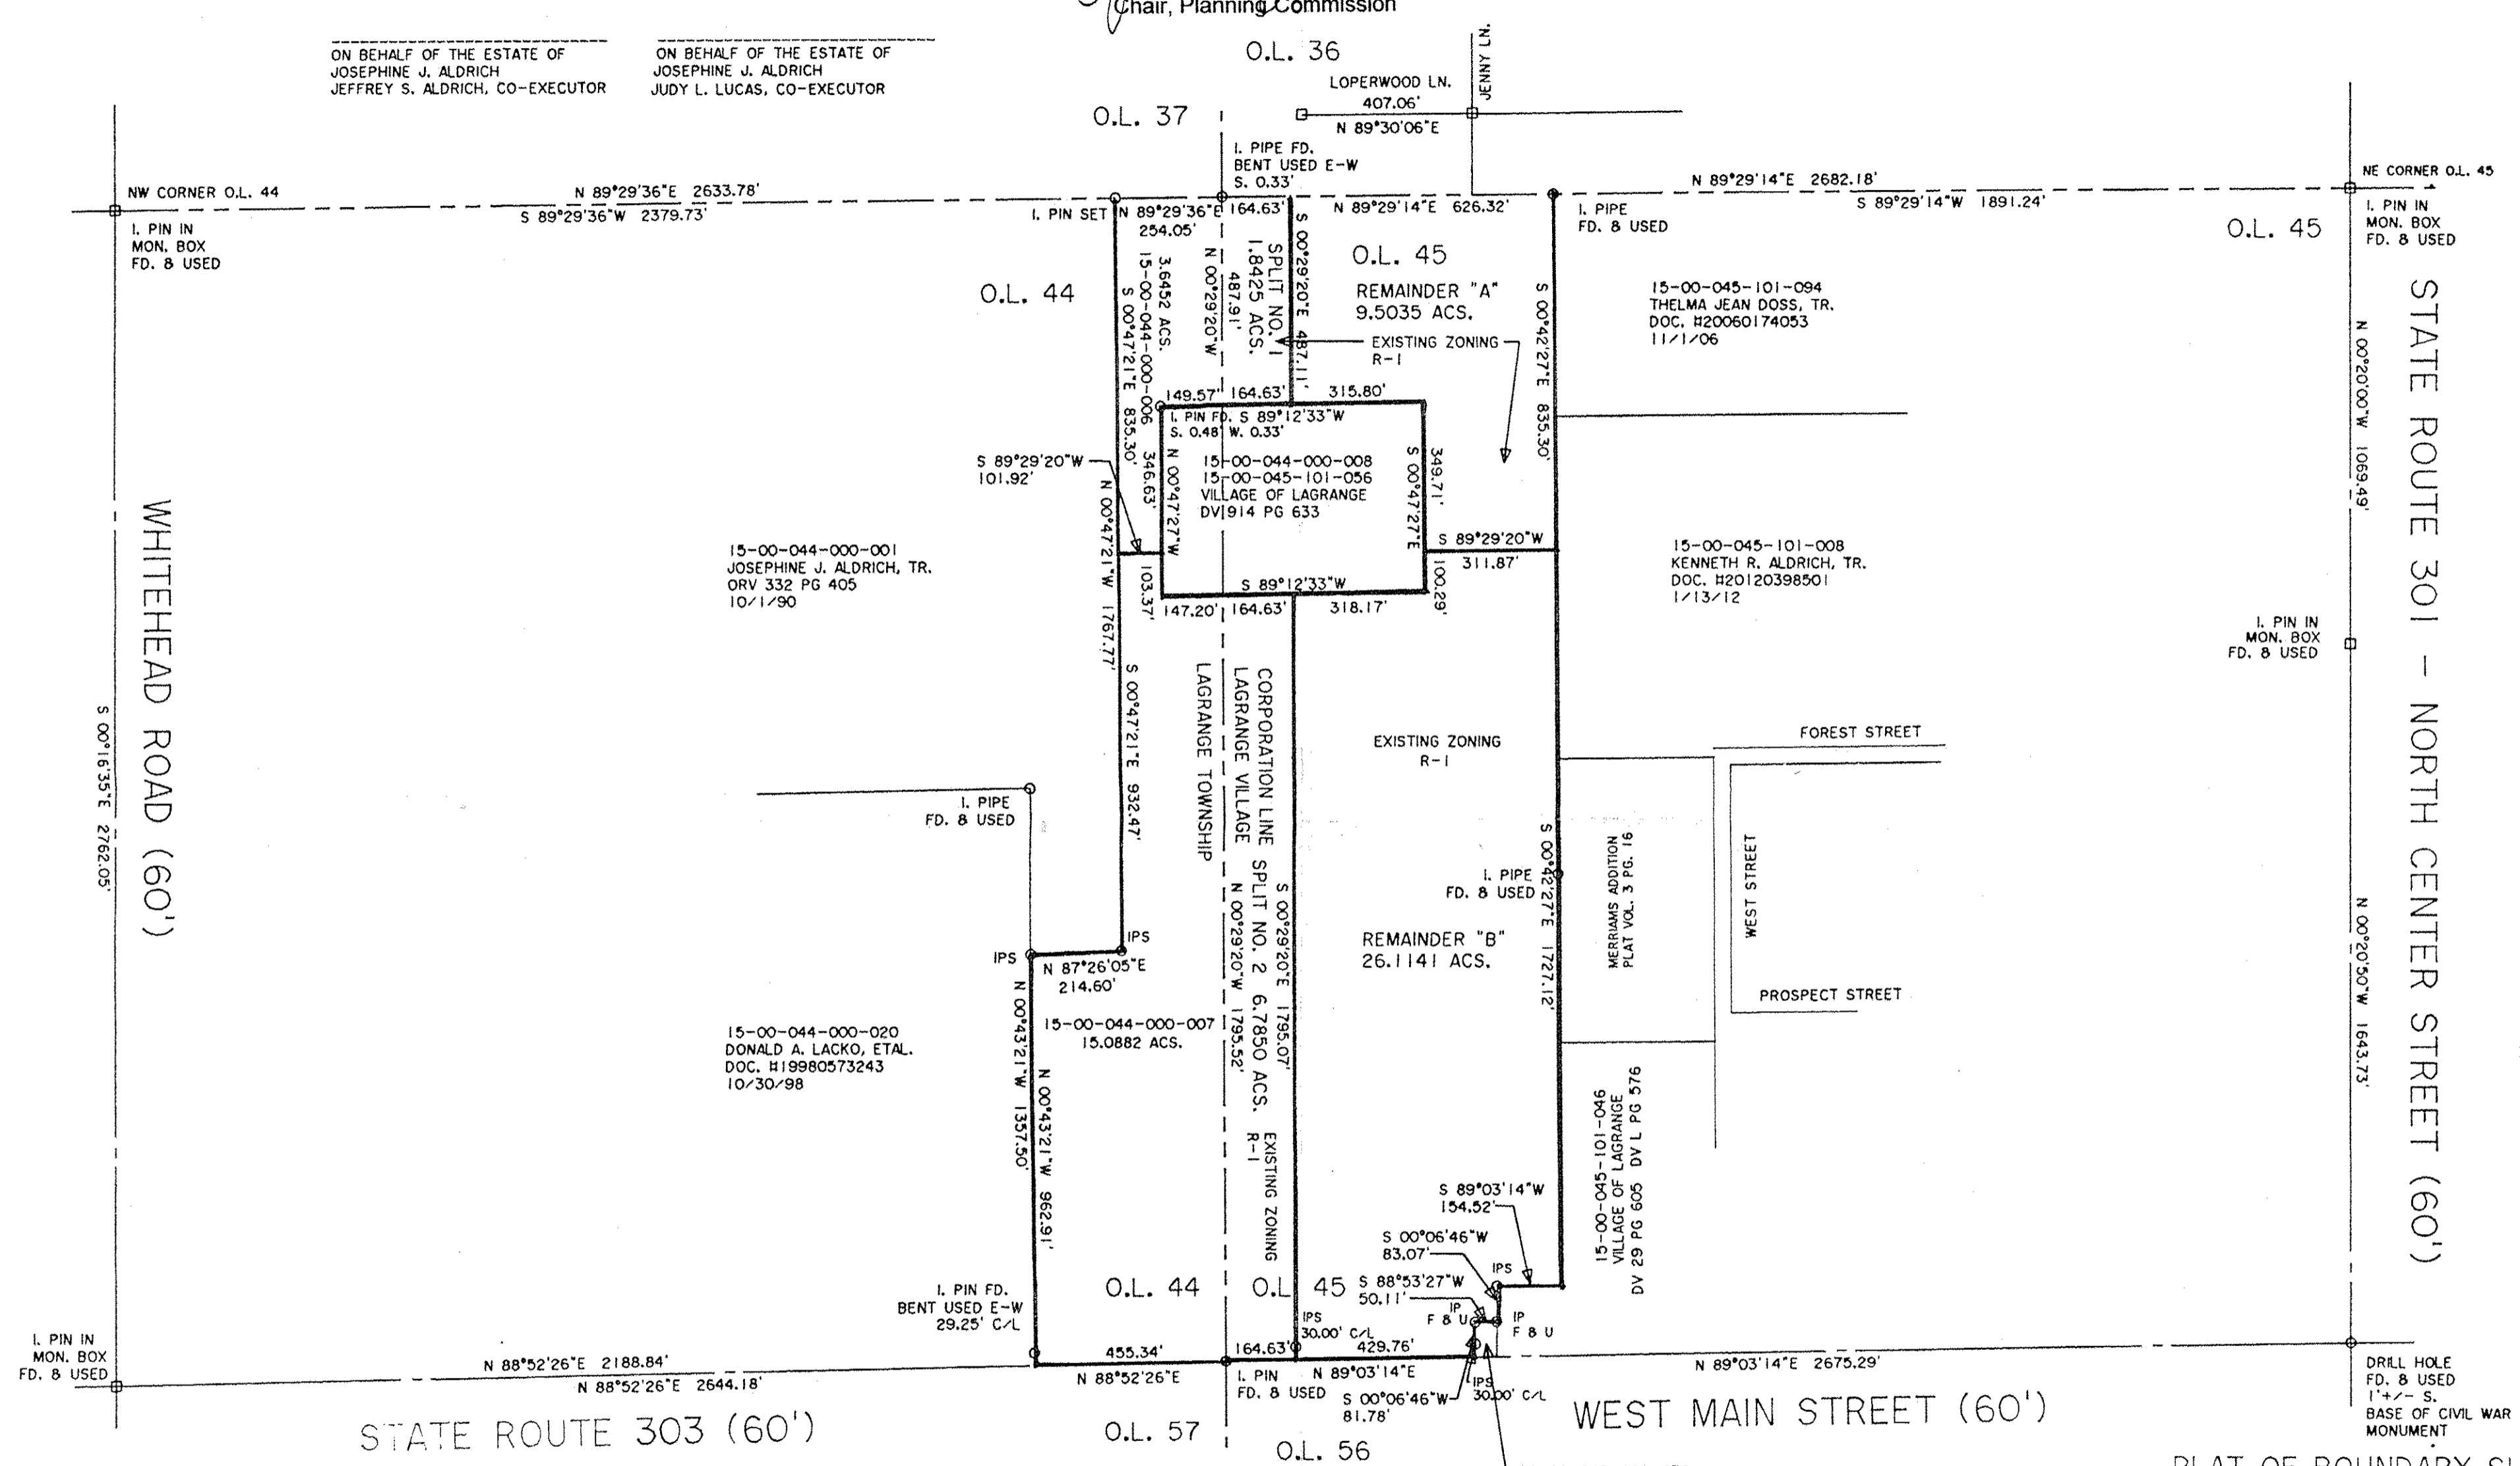 Chair, Planning Commission
ON BEHALF OF THE ESTATE OF
JOSEPHINE J. ALDRICH
JEFFREY S. ALDRICH, CO-EXECUTOR
ON BEHALF OF THE ESTATE OF
JOSEPHINE J. ALDRICH
JUDY L. LUCAS, CO-EXECUTOR
O.L. 36
JENNY LN.
LOPERWOOD LN.
407.06'
N 89°30'06"E
O.L. 37
I. PIPE FD.
BENT USED E-W
S. 0.33'
NW CORNER O.L. 44
N 89°29'36"E 2633.78'
S 89°29'36"W 2379.73'
I. PIN IN
MON. BOX
FD. & USED
I. PIN SET
N 89°29'36"E
254.05'
164.63'
N 89°29'14"E 626.32'
N 89°29'14"E 2682.18'
S 89°29'14"W 1891.24'
I. PIPE
FD. & USED
NE CORNER O.L. 45
I. PIN IN
MON. BOX
FD. & USED
O.L. 45
O.L. 44
3.6452 ACS.
15-00-044-000-006
S 00°47'21"E 835.30'
N 00°29'20"W
487.91'
SPLIT NO. 1
1.8425 ACS.
S 00°29'20"E 487.11'
O.L. 45
REMAINDER "A"
9.5035 ACS.
EXISTING ZONING
R-1
S 00°42'27"E 835.30'
15-00-045-101-094
THELMA JEAN DOSS, TR.
DOC. #20060174053
11/1/06
STATE ROUTE 301 - NORTH CENTER STREET (60')
N 00°20'00"W 1069.49'
149.57'
164.63'
315.80'
I. PIN FD.
S. 0.48' W. 0.33'
S 89°12'33"W
S 89°29'20"W
101.92'
346.63'
N 00°47'27"W
103.37'
15-00-044-000-008
15-00-045-101-056
VILLAGE OF LAGRANGE
DV 914 PG 633
S 00°47'27"E
349.71'
100.29'
S 89°29'20"W
311.87'
S 89°12'33"W
147.20'
164.63'
318.17'
15-00-044-000-001
JOSEPHINE J. ALDRICH, TR.
ORV 332 PG 405
10/1/90
N 00°47'21"W 1767.77'
15-00-045-101-008
KENNETH R. ALDRICH, TR.
DOC. #20120398501
1/13/12
I. PIN IN
MON. BOX
FD. & USED
WHITEHEAD ROAD (60')
S 00°16'35"E 2762.05'
S 00°47'21"E 932.47'
LAGRANGE TOWNSHIP
LAGRANGE VILLAGE
CORPORATION LINE
EXISTING ZONING
R-1
FOREST STREET
WEST STREET
PROSPECT STREET
MERRIAMS ADDITION
PLAT VOL. 3 PG. 16
I. PIPE
FD. & USED
I. PIPE
FD. & USED
S 00°42'27"E 1727.12'
REMAINDER "B"
26.1141 ACS.
SPLIT NO. 2 6.7850 ACS.
N 00°29'20"W 1795.52'
S 00°29'20"E 1795.07'
EXISTING ZONING
R-1
IPS
IPS
N 87°26'05"E
214.60'
N 00°43'21"W 1357.50'
N 00°43'21"W 962.91'
15-00-044-000-007
15.0882 ACS.
15-00-044-000-020
DONALD A. LACKO, ETAL.
DOC. #19980573243
10/30/98
N 00°20'50"W 1643.73'
15-00-045-101-046
VILLAGE OF LAGRANGE
DV 29 PG 605 DV L PG 576
S 89°03'14"W
154.52'
S 00°06'46"W
83.07'
S 88°53'27"W
50.11'
IPS
IP
F & U
IP
F & U
O.L. 44
O.L. 45
I. PIN FD.
BENT USED E-W
29.25' C/L
IPS
30.00' C/L
I. PIN IN
MON. BOX
FD. & USED
N 88°52'26"E 2188.84'
N 88°52'26"E 2644.18'
455.34'
N 88°52'26"E
164.63'
429.76'
N 89°03'14"E
I. PIN
FD. & USED
S 00°06'46"W
81.78'
IPS
30.00' C/L
N 89°03'14"E 2675.29'
DRILL HOLE
FD. & USED
1'+/- S.
BASE OF CIVIL WAR
MONUMENT
STATE ROUTE 303 (60')
WEST MAIN STREET (60')
O.L. 57
O.L. 56